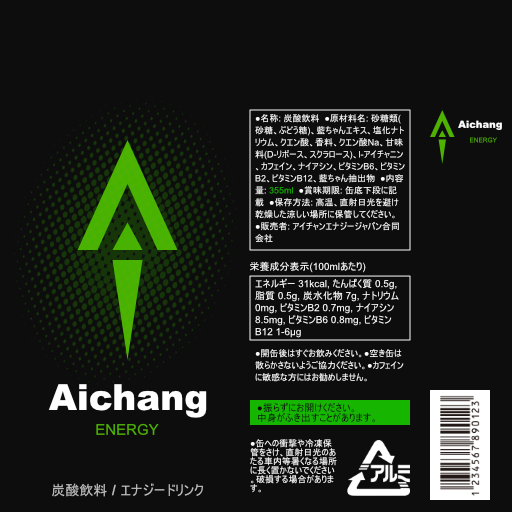 Aichang
ENERGY
炭酸飲料 / エナジードリンク
●名称: 炭酸飲料 ●原材料名: 砂糖類(
砂糖、ぶどう糖)、藍ちゃんエキス、塩化ナト
リウム、クエン酸、香料、クエン酸Na、甘味
料(D-リボース、スクラロース)、l-アイチャニン
、カフェイン、ナイアシン、ビタミンB6、ビタミン
B2、ビタミンB12、藍ちゃん抽出物 ●内容
量: 355ml ●賞味期限: 缶底下段に記
載 ●保存方法: 高温、直射日光を避け
乾燥した涼しい場所に保管してください。
●販売者: アイチャンエナジージャパン合同
会社
栄養成分表示(100mlあたり)
エネルギー 31kcal, たんぱく質 0.5g,
脂質 0.5g, 炭水化物 7g, ナトリウム
0mg, ビタミンB2 0.7mg, ナイアシン
8.5mg, ビタミンB6 0.8mg, ビタミン
B12 1-6μg
●開缶後はすぐお飲みください。●空き缶は
散らかさないようご協力ください。●カフェイン
に敏感な方にはお勧めしません。
●振らずにお開けください。
中身がふき出すことがあります。
●缶への衝撃や冷凍保
管をさけ、直射日光のあ
たる車内等暑くなる場所
に長く置かないでください
。破損する場合がありま
す。
アルミ
Aichang
ENERGY
1234567890123